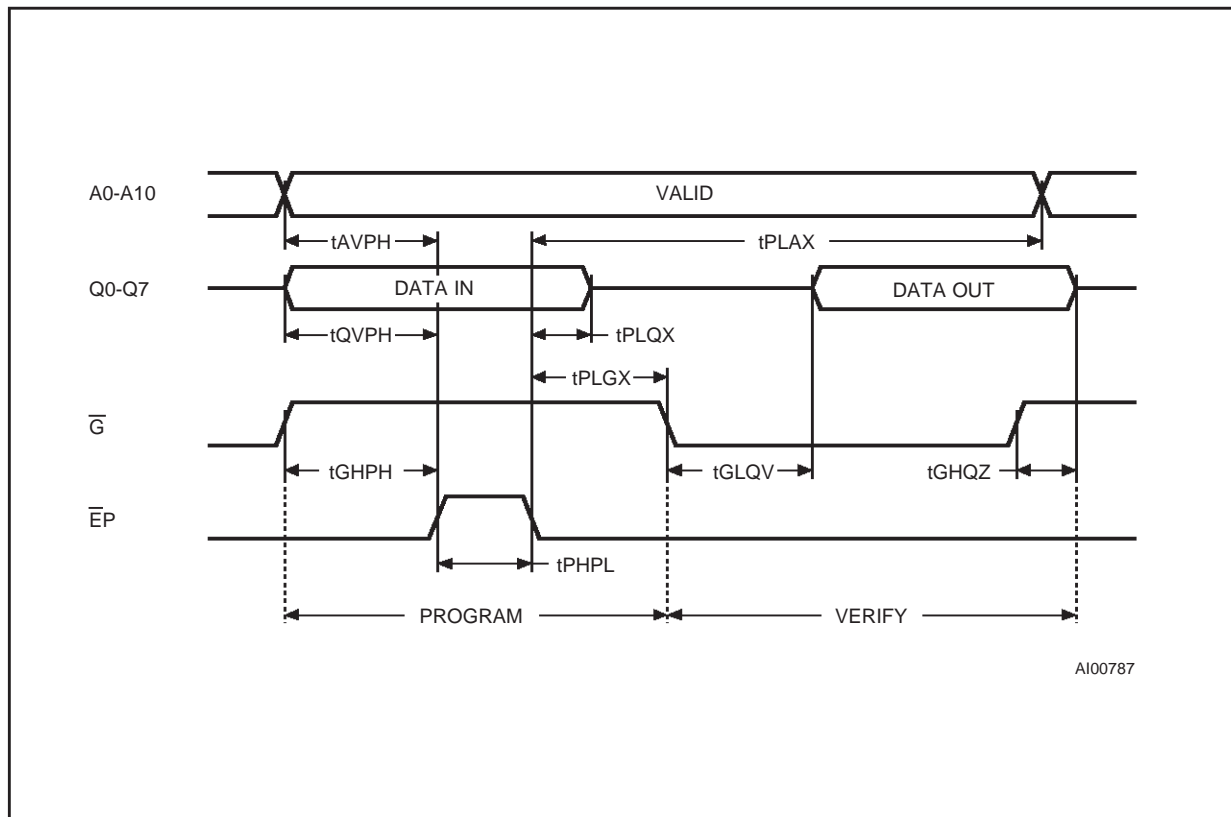 A0-A10
VALID
tAVPH
tPLAX
Q0-Q7
DATA IN
DATA OUT
tQVPH
tPLQX
tPLGX
G̅
tGHPH
tGLQV
tGHQZ
E̅P
tPHPL
PROGRAM
VERIFY
AI00787